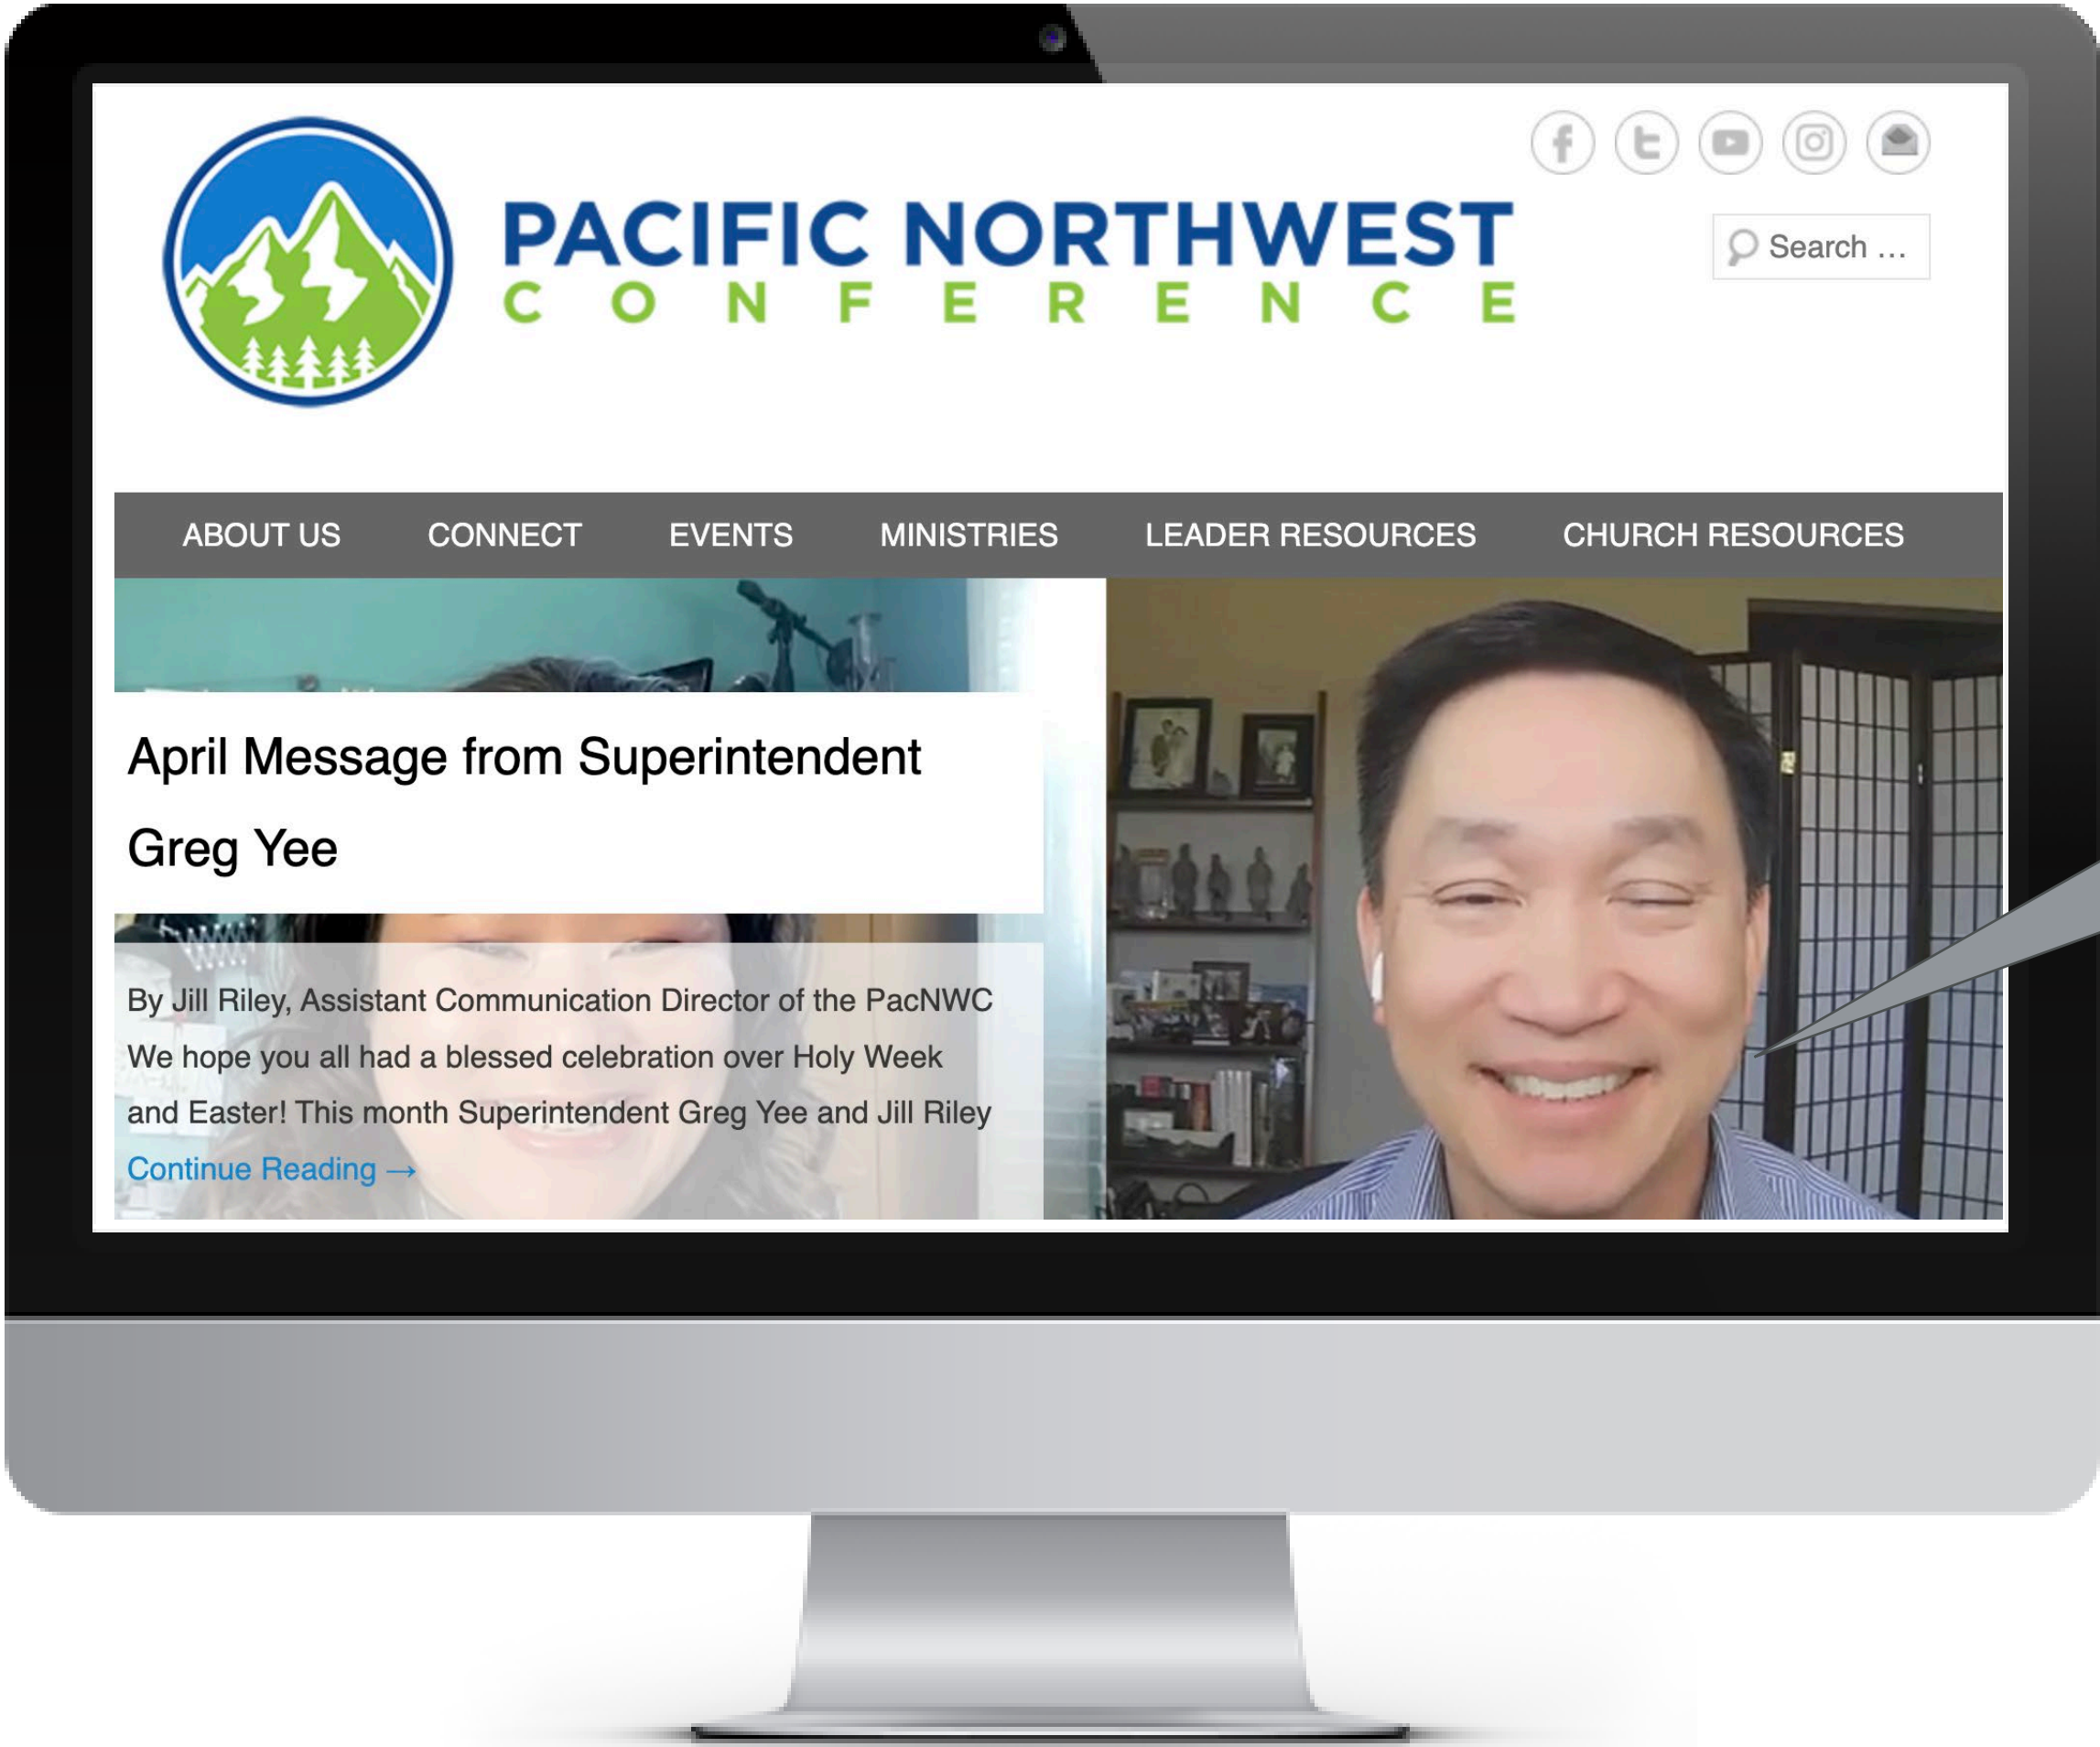 PACIFIC NORTHWEST
CONFERENCE
Search ...
ABOUT US CONNECT EVENTS MINISTRIES LEADER RESOURCES CHURCH RESOURCES
April Message from Superintendent
Greg Yee
By Jill Riley, Assistant Communication Director of the PacNWC
We hope you all had a blessed celebration over Holy Week
and Easter! This month Superintendent Greg Yee and Jill Riley
Continue Reading →